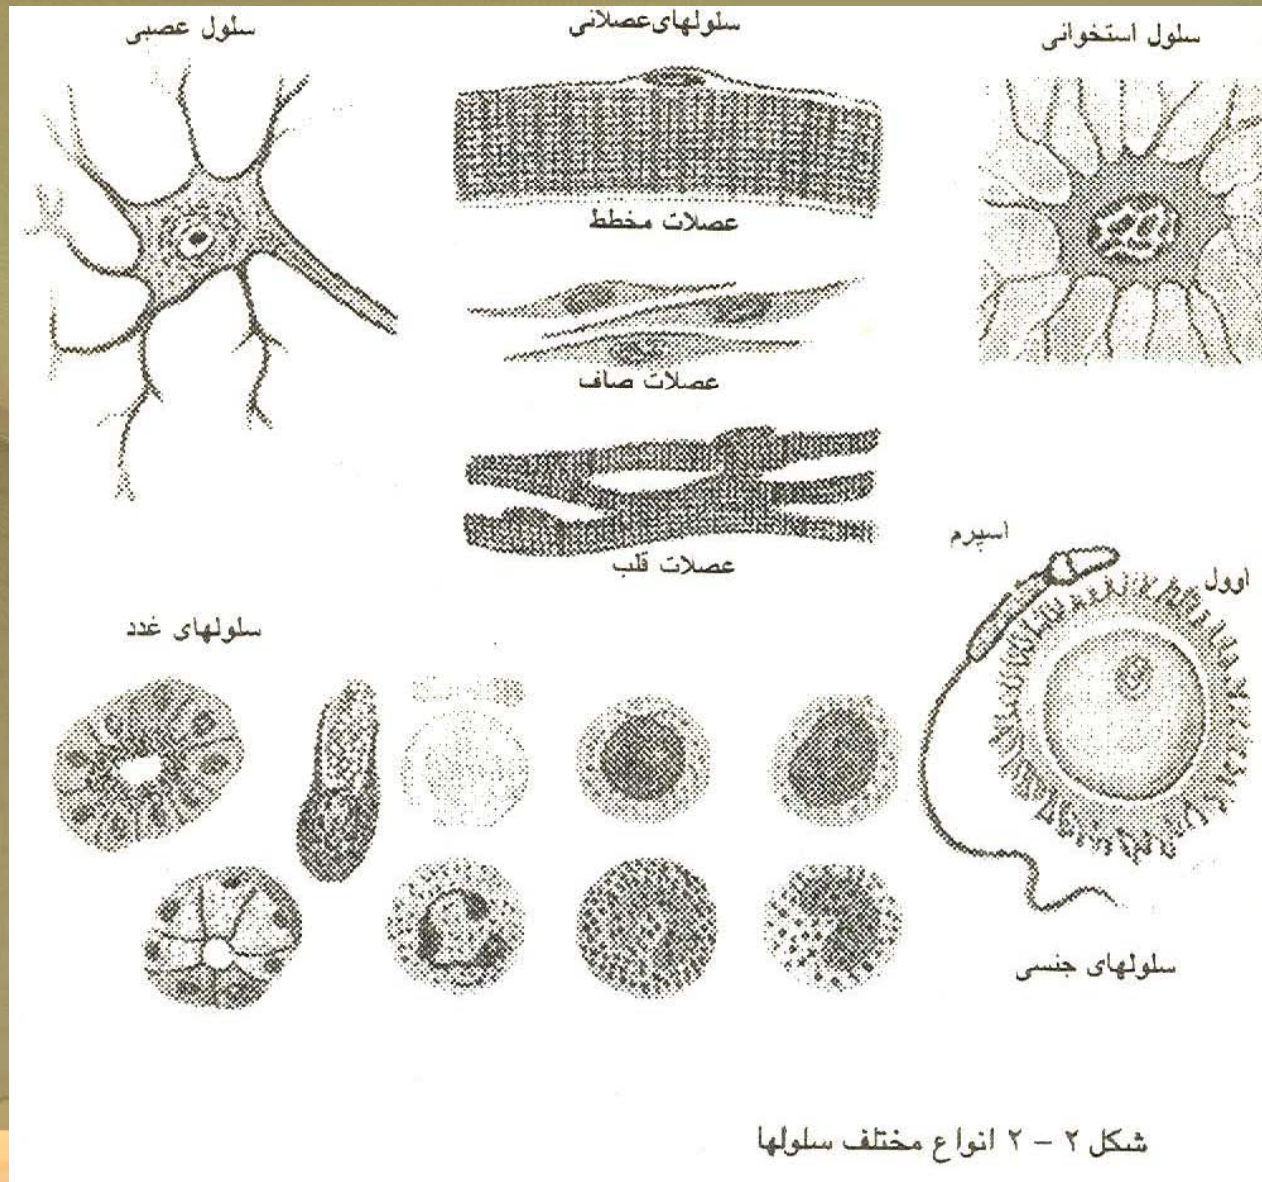 سلول استخوانی
سلولهای‌عصلانی
سلول عصبی
عصلات مخطط
عصلات صاف
عصلات قلب
اسپرم
اوول
سلولهای غدد
سلولهای جنسی
شکل ۲ – ۲ انواع مختلف سلولها